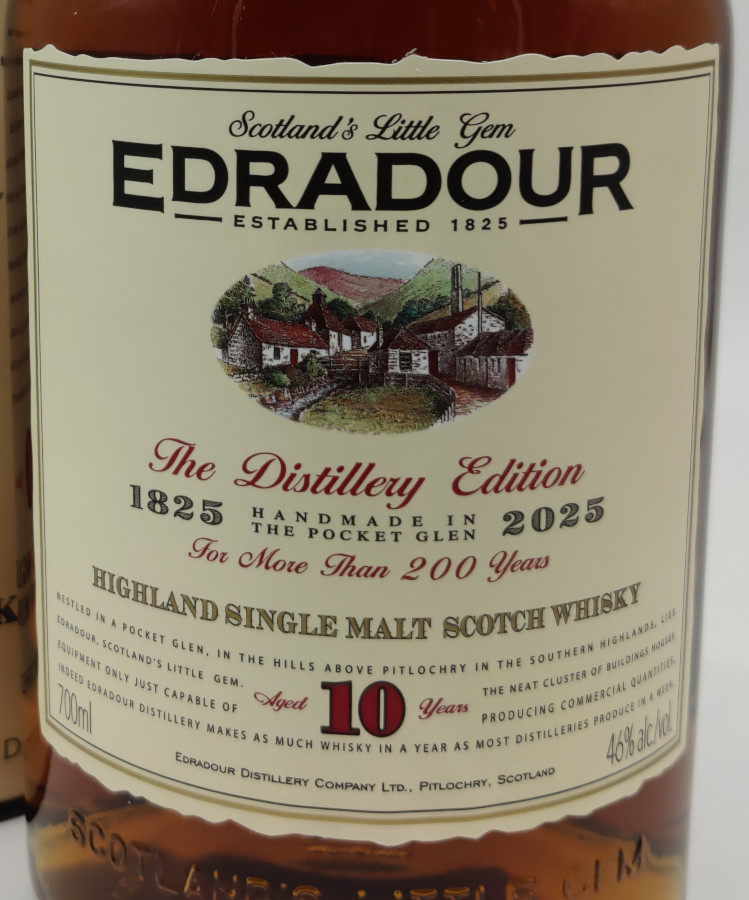 Scotland's Little Gem
EDRADOUR
ESTABLISHED 1825
The Distillery Edition
1825 HANDMADE IN THE POCKET GLEN 2025
For More Than 200 Years
HIGHLAND SINGLE MALT SCOTCH WHISKY
NESTLED IN A POCKET GLEN, IN THE HILLS ABOVE PITLOCHRY IN THE SOUTHERN HIGHLANDS, LIES
EDRADOUR, SCOTLAND'S LITTLE GEM. THE NEAT CLUSTER OF BUILDINGS HOUSES
EQUIPMENT ONLY JUST CAPABLE OF PRODUCING COMMERCIAL QUANTITIES,
INDEED EDRADOUR DISTILLERY MAKES AS MUCH WHISKY IN A YEAR AS MOST DISTILLERIES PRODUCE IN A WEEK.
Aged 10 Years
700ml
46% alc/vol
EDRADOUR DISTILLERY COMPANY LTD., PITLOCHRY, SCOTLAND
SCOTLAND'S LITTLE GEM